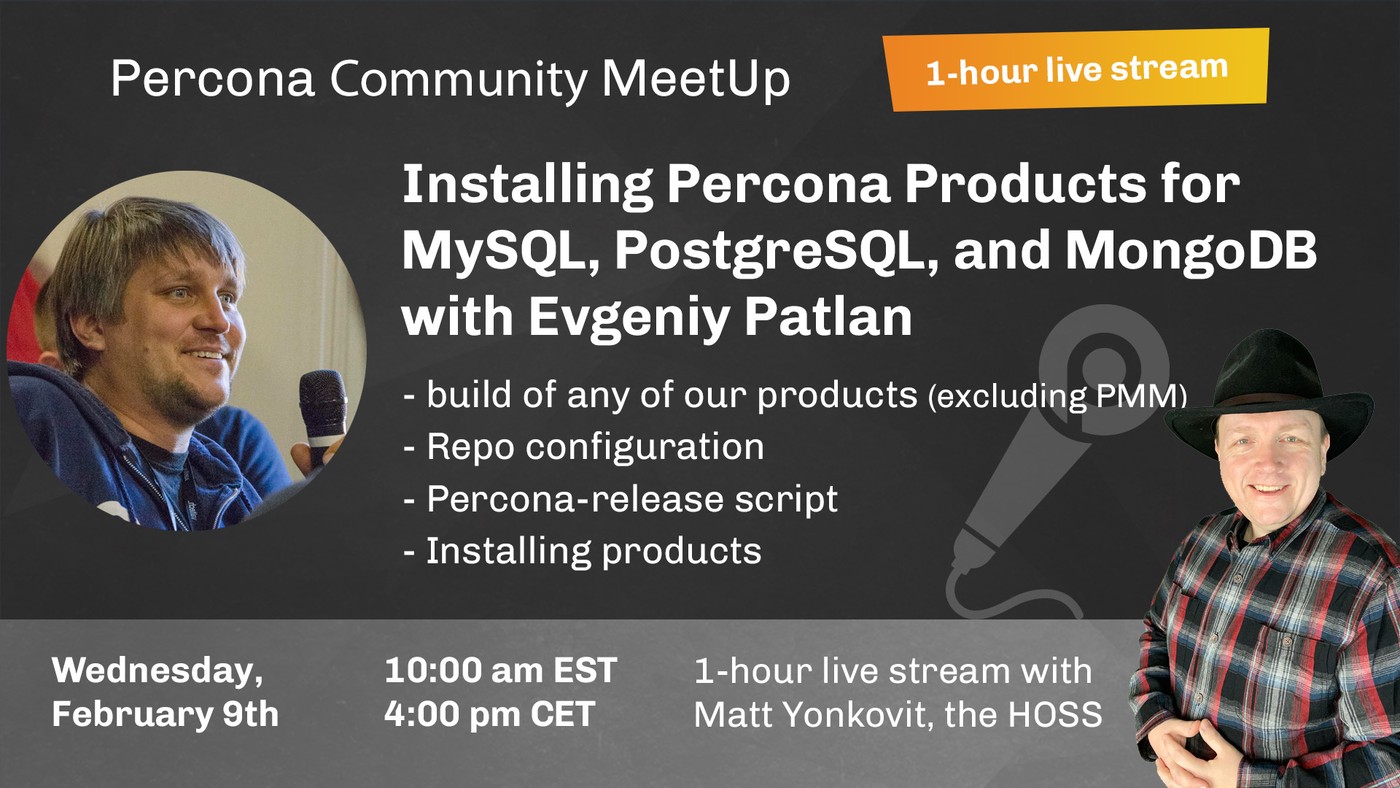 Percona Community MeetUp
1-hour live stream
Installing Percona Products for
MySQL, PostgreSQL, and MongoDB
with Evgeniy Patlan
- build of any of our products (excluding PMM)
- Repo configuration
- Percona-release script
- Installing products
Wednesday,
February 9th
10:00 am EST
4:00 pm CET
1-hour live stream with
Matt Yonkovit, the HOSS